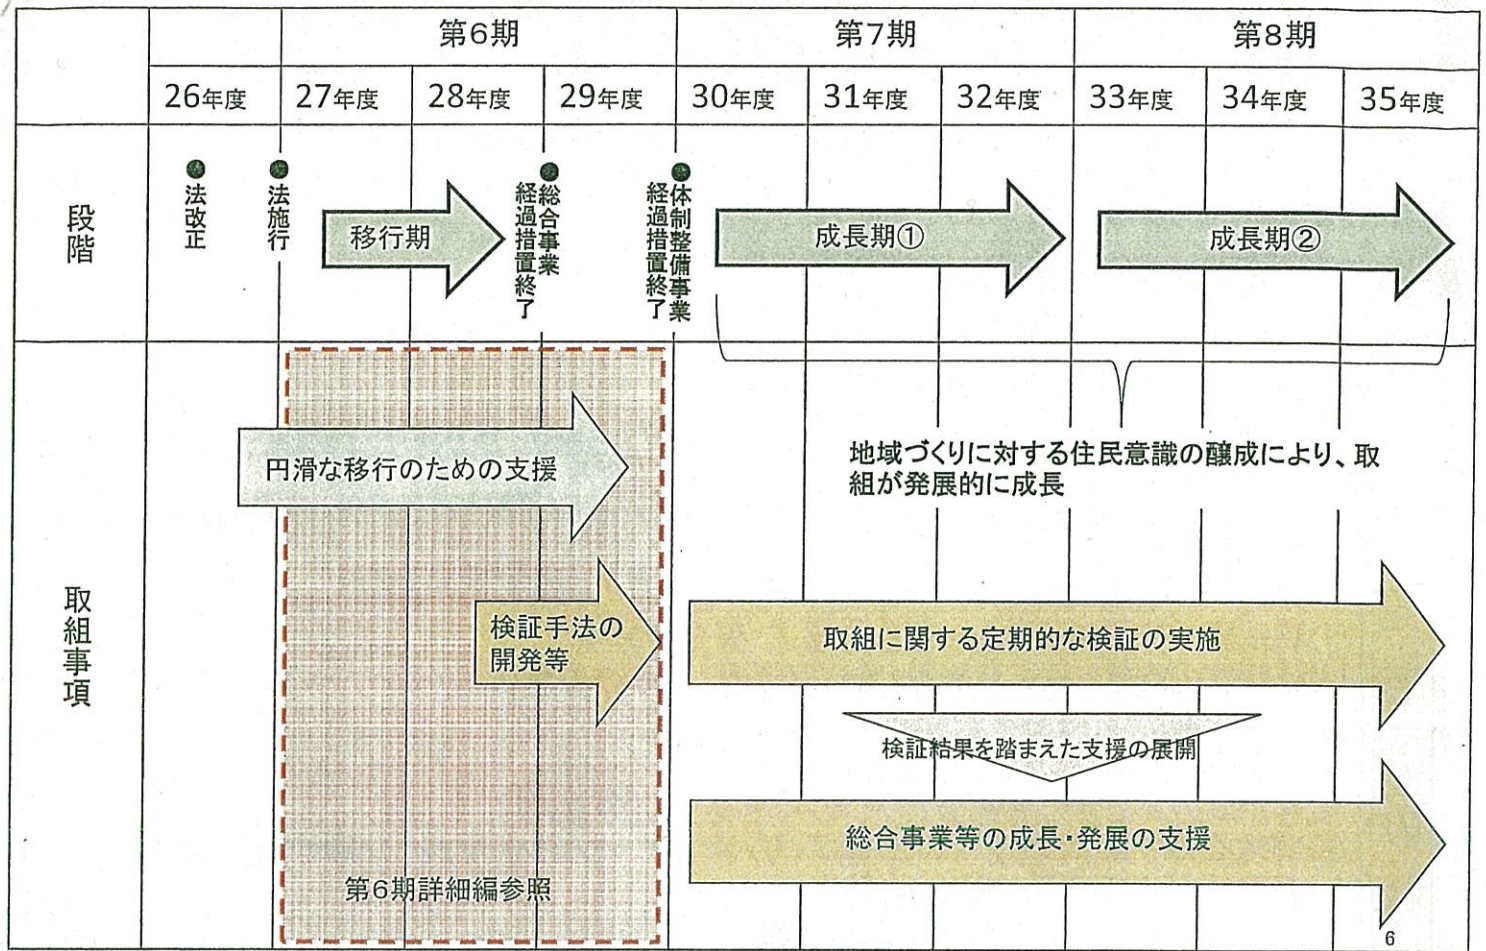 第6期
第7期
第8期
26年度
27年度
28年度
29年度
30年度
31年度
32年度
33年度
34年度
35年度
段階
●法改正
●法施行
移行期
●総合事業
経過措置終了
●体制整備事業
経過措置終了
成長期①
成長期②
地域づくりに対する住民意識の醸成により、取
組が発展的に成長
取組事項
円滑な移行のための支援
検証手法の
開発等
取組に関する定期的な検証の実施
検証結果を踏まえた支援の展開
総合事業等の成長・発展の支援
第6期詳細編参照
6